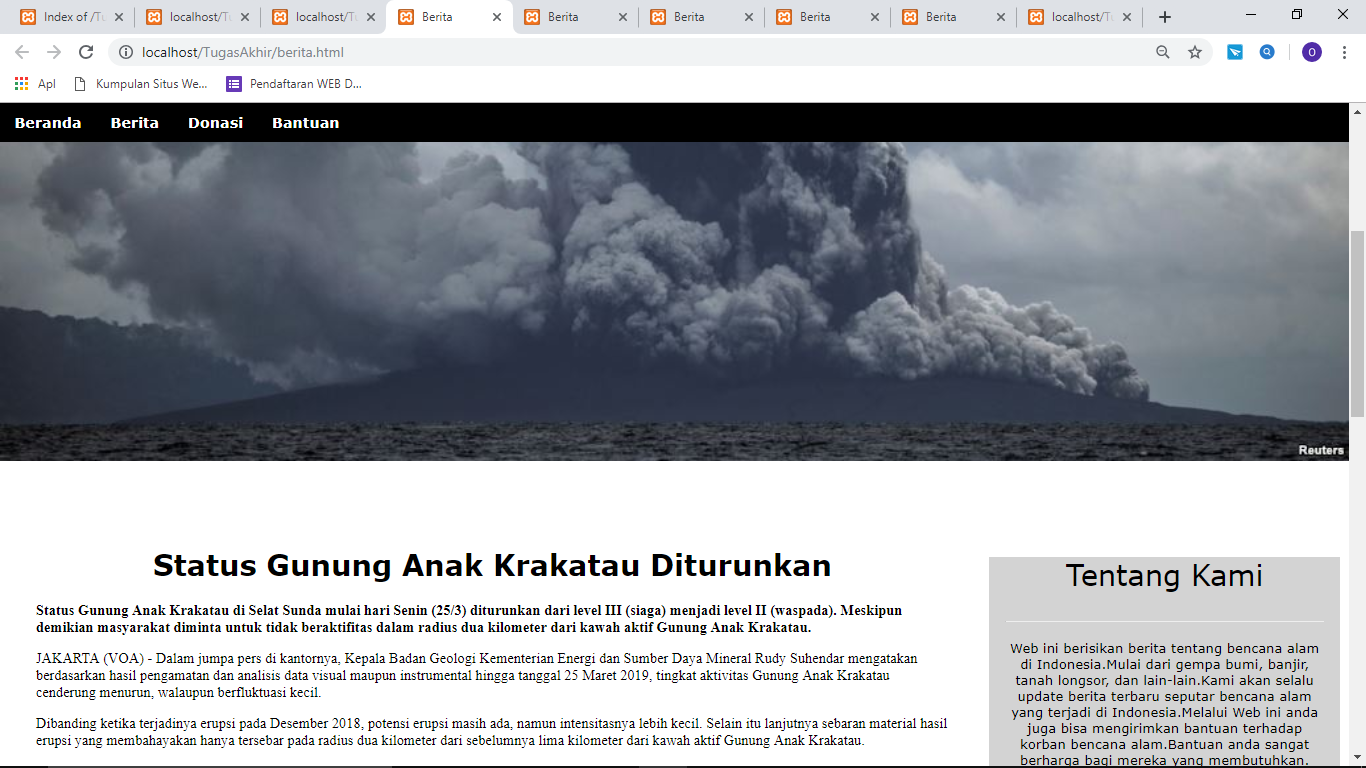 Index of /Tu
localhost/Tu
localhost/Tu
Berita
Berita
Berita
Berita
Berita
localhost/Tu
localhost/TugasAkhir/berita.html
O
Apl
Kumpulan Situs We...
Pendaftaran WEB D...
Beranda Berita Donasi Bantuan
Reuters
Status Gunung Anak Krakatau Diturunkan
Status Gunung Anak Krakatau di Selat Sunda mulai hari Senin (25/3) diturunkan dari level III (siaga) menjadi level II (waspada). Meskipun
demikian masyarakat diminta untuk tidak beraktifitas dalam radius dua kilometer dari kawah aktif Gunung Anak Krakatau.
JAKARTA (VOA) - Dalam jumpa pers di kantornya, Kepala Badan Geologi Kementerian Energi dan Sumber Daya Mineral Rudy Suhendar mengatakan
berdasarkan hasil pengamatan dan analisis data visual maupun instrumental hingga tanggal 25 Maret 2019, tingkat aktivitas Gunung Anak Krakatau
cenderung menurun, walaupun berfluktuasi kecil.
Dibanding ketika terjadinya erupsi pada Desember 2018, potensi erupsi masih ada, namun intensitasnya lebih kecil. Selain itu lanjutnya sebaran material hasil
erupsi yang membahayakan hanya tersebar pada radius dua kilometer dari sebelumnya lima kilometer dari kawah aktif Gunung Anak Krakatau.
Tentang Kami
Web ini berisikan berita tentang bencana alam
di Indonesia.Mulai dari gempa bumi, banjir,
tanah longsor, dan lain-lain.Kami akan selalu
update berita terbaru seputar bencana alam
yang terjadi di Indonesia.Melalui Web ini anda
juga bisa mengirimkan bantuan terhadap
korban bencana alam.Bantuan anda sangat
berharga bagi mereka yang membutuhkan.